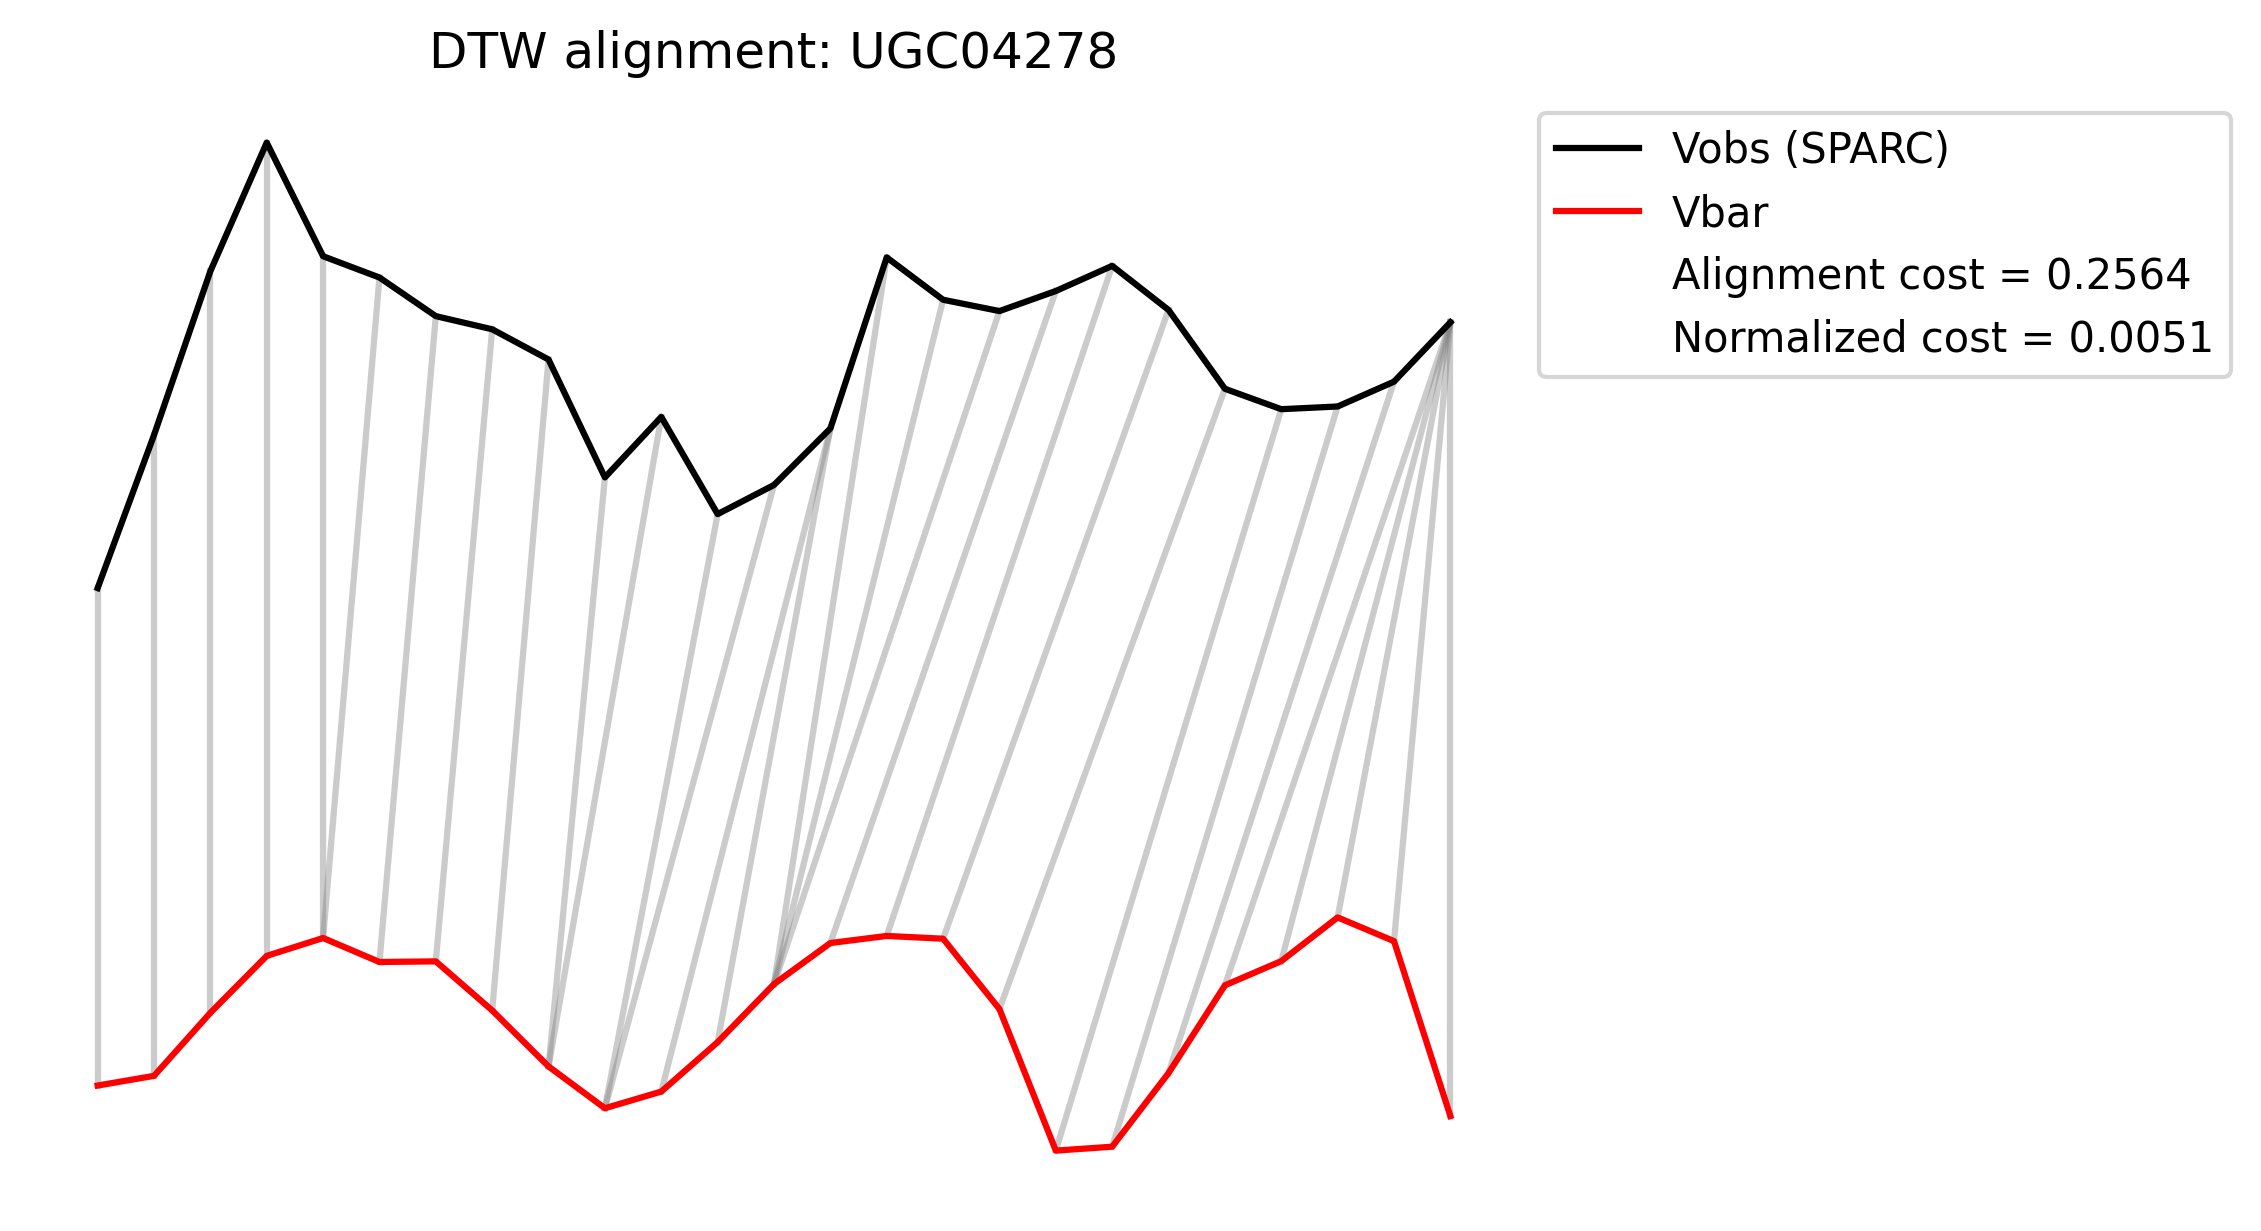 DTW alignment: UGC04278
Vobs (SPARC)
Vbar
Alignment cost = 0.2564
Normalized cost = 0.0051